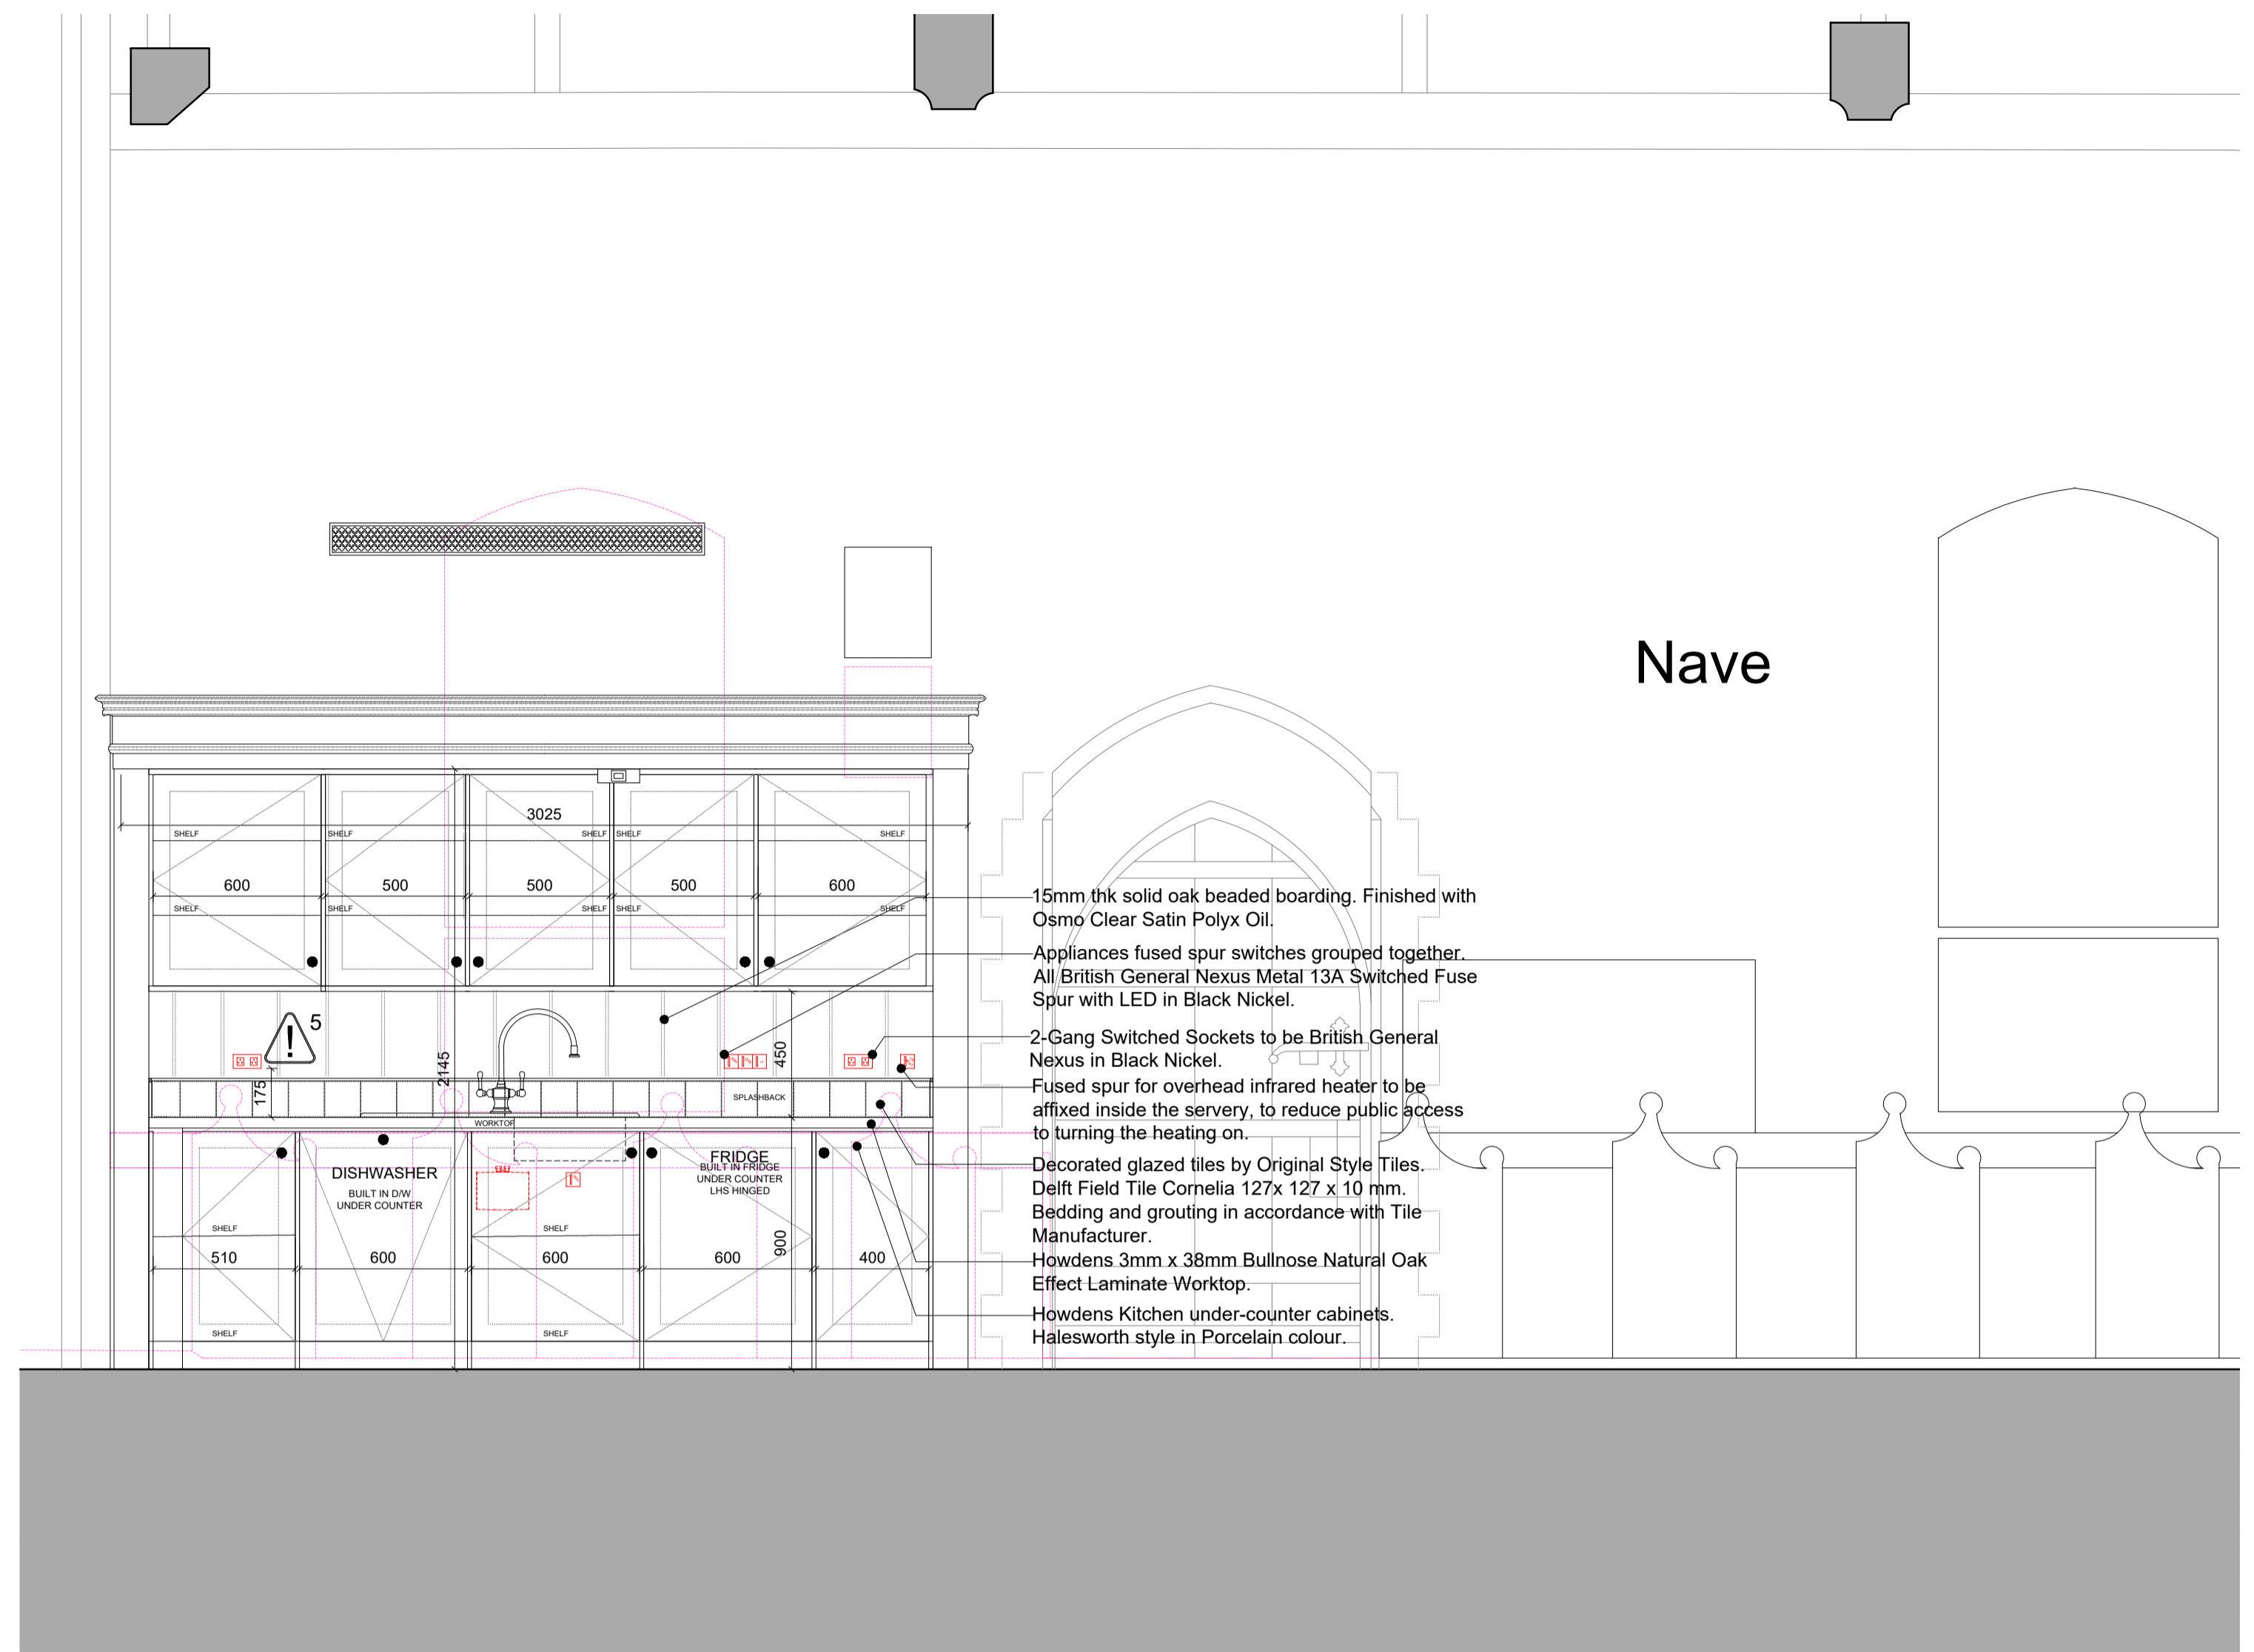 Nave
3025
SHELF
SHELF
SHELF
SHELF
SHELF
600
500
500
500
600
SHELF
SHELF
SHELF
SHELF
SHELF
15mm thk solid oak beaded boarding. Finished with
Osmo Clear Satin Polyx Oil.
Appliances fused spur switches grouped together.
All British General Nexus Metal 13A Switched Fuse
Spur with LED in Black Nickel.
2-Gang Switched Sockets to be British General
Nexus in Black Nickel.
Fused spur for overhead infrared heater to be
affixed inside the servery, to reduce public access
to turning the heating on.
Decorated glazed tiles by Original Style Tiles.
Delft Field Tile Cornelia 127x 127 x 10 mm.
Bedding and grouting in accordance with Tile
Manufacturer.
Howdens 3mm x 38mm Bullnose Natural Oak
Effect Laminate Worktop.
Howdens Kitchen under-counter cabinets.
Halesworth style in Porcelain colour.
!
5
2145
450
175
SPLASHBACK
WORKTOP
DISHWASHER
BUILT IN D/W
UNDER COUNTER
FRIDGE
BUILT IN FRIDGE
UNDER COUNTER
LHS HINGED
SHELF
SHELF
900
510
600
600
600
400
SHELF
SHELF